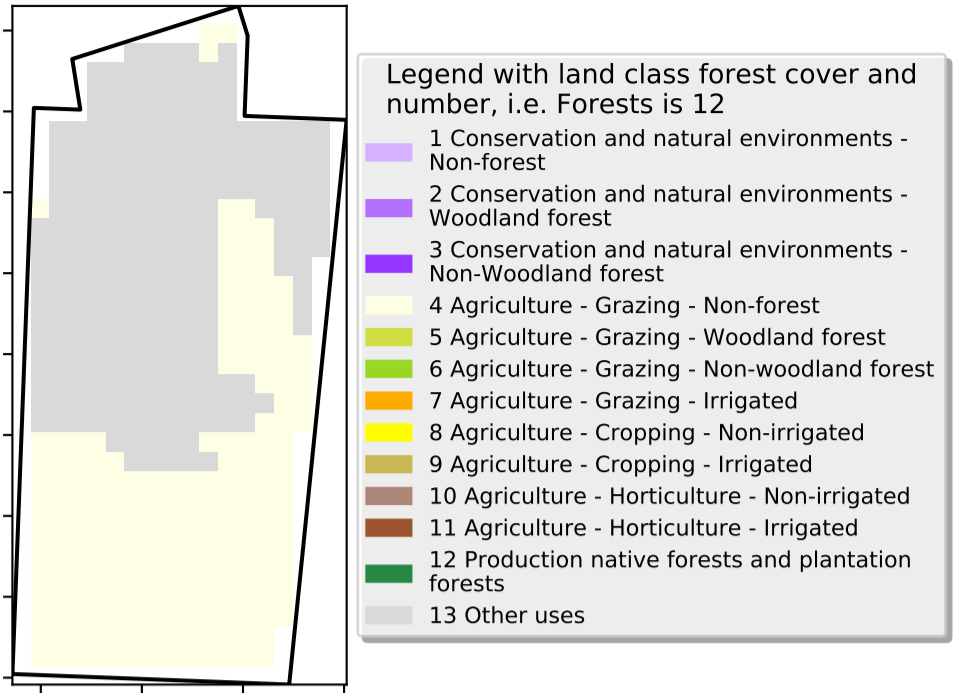 Legend with land class forest cover and
number, i.e. Forests is 12
1 Conservation and natural environments -
Non-forest
2 Conservation and natural environments -
Woodland forest
3 Conservation and natural environments -
Non-Woodland forest
4 Agriculture - Grazing - Non-forest
5 Agriculture - Grazing - Woodland forest
6 Agriculture - Grazing - Non-woodland forest
7 Agriculture - Grazing - Irrigated
8 Agriculture - Cropping - Non-irrigated
9 Agriculture - Cropping - Irrigated
10 Agriculture - Horticulture - Non-irrigated
11 Agriculture - Horticulture - Irrigated
12 Production native forests and plantation
forests
13 Other uses